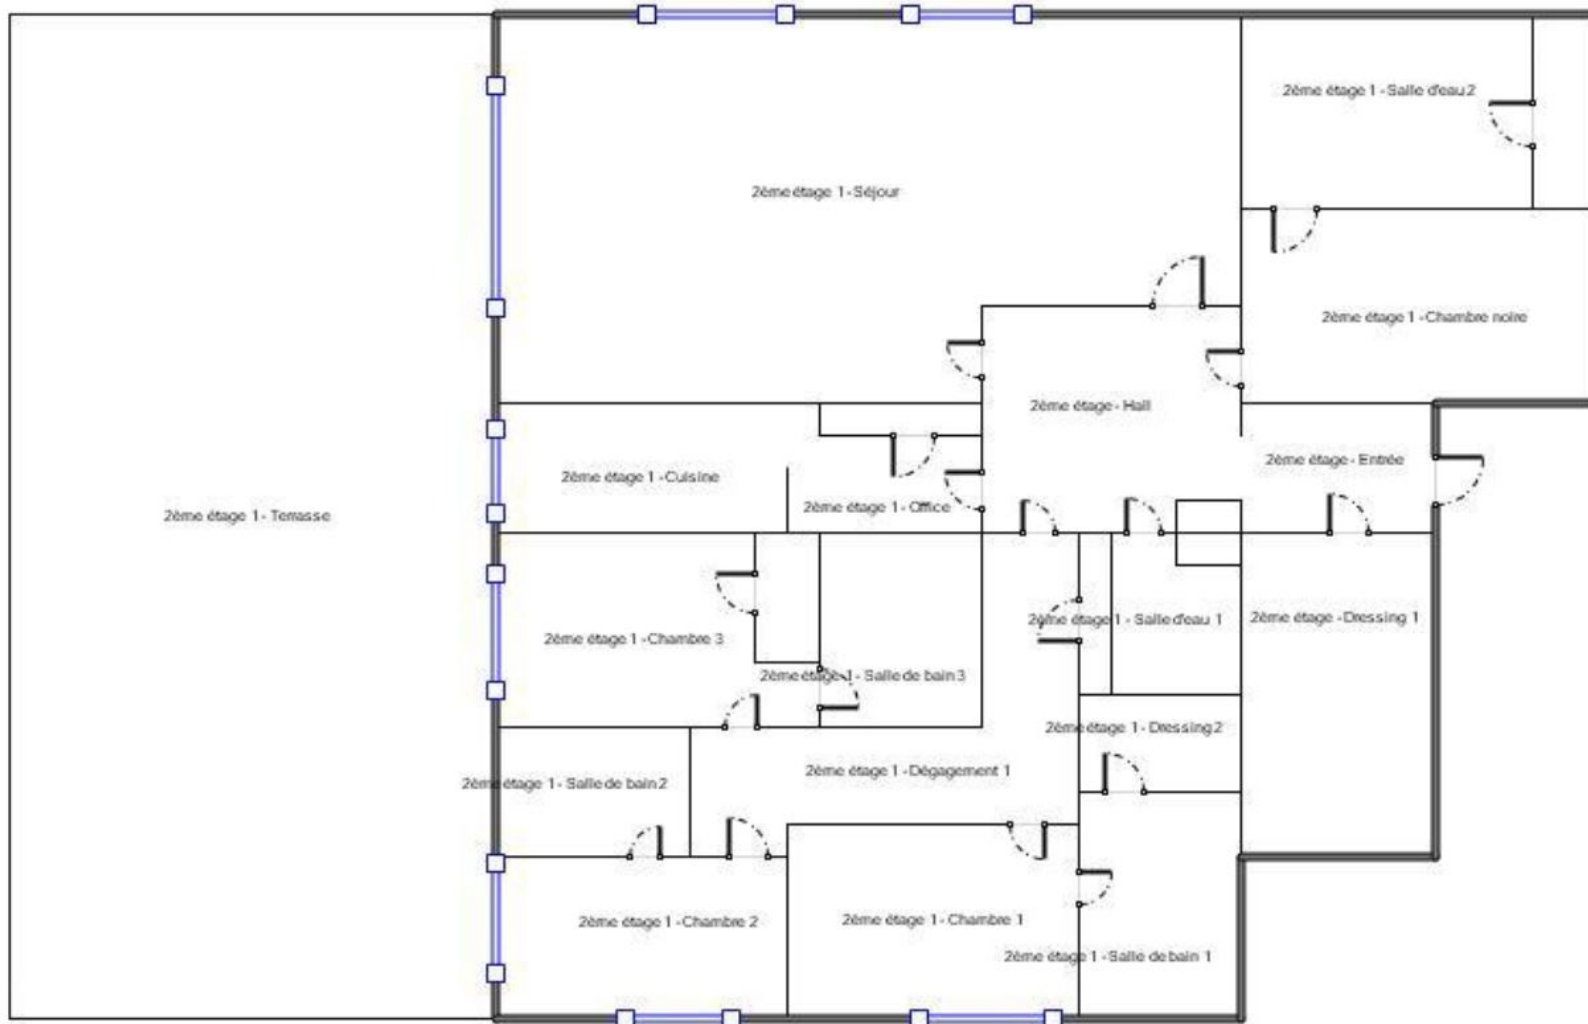 2ème étage 1 - Salle d'eau 2
2ème étage 1 - Séjour
2ème étage 1 - Chambre noire
2ème étage - Hall
2ème étage - Entrée
2ème étage 1 - Cuisine
2ème étage 1 - Office
2ème étage 1 - Terrasse
2ème étage 1 - Salle d'eau 1
2ème étage - Dressing 1
2ème étage 1 - Chambre 3
2ème étage 1 - Salle de bain 3
2ème étage 1 - Dressing 2
2ème étage 1 - Dégagement 1
2ème étage 1 - Salle de bain 2
2ème étage 1 - Chambre 2
2ème étage 1 - Chambre 1
2ème étage 1 - Salle de bain 1